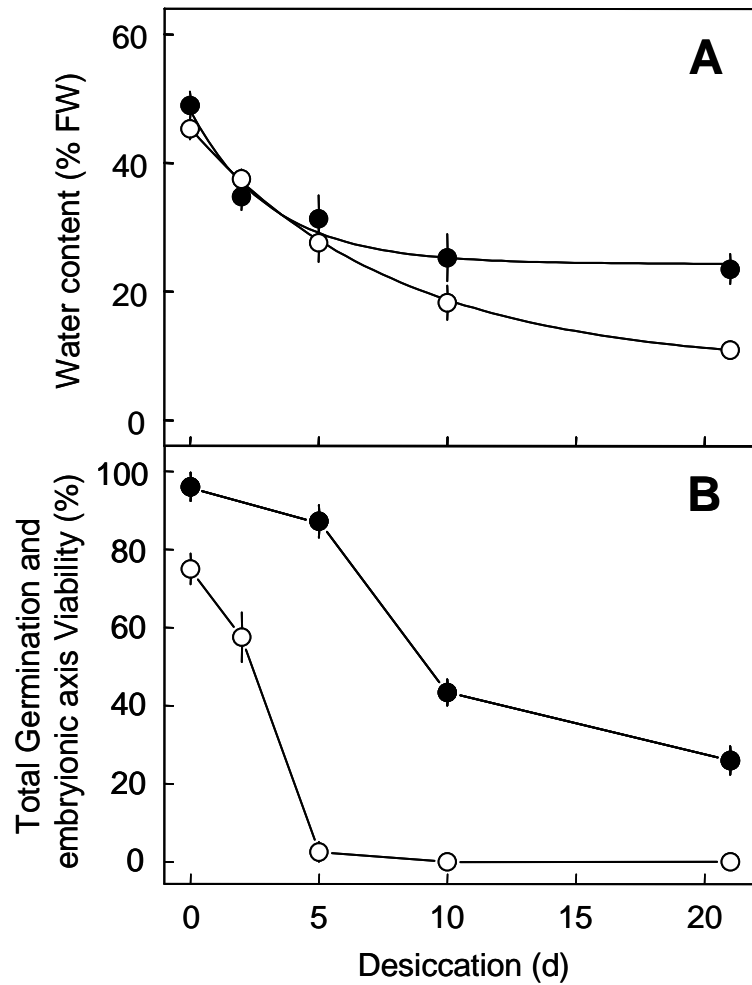 A
Water content (% FW)
60
40
20
0
B
Total Germination and
embryionic axis Viability (%)
100
80
60
40
20
0
0 5 10 15 20
Desiccation (d)